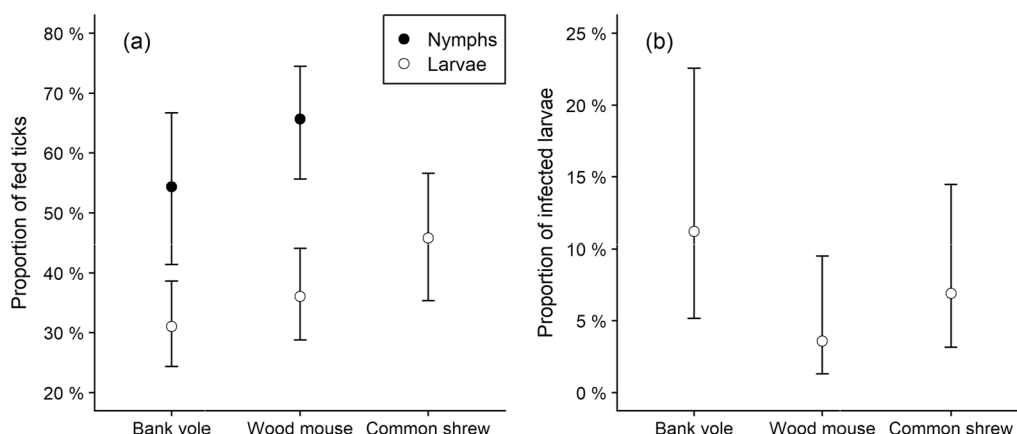 (a)
Nymphs
Larvae
Proportion of fed ticks
80 %
70 %
60 %
50 %
40 %
30 %
20 %
Bank vole
Wood mouse
Common shrew
(b)
Proportion of infected larvae
25 %
20 %
15 %
10 %
5 %
0 %
Bank vole
Wood mouse
Common shrew